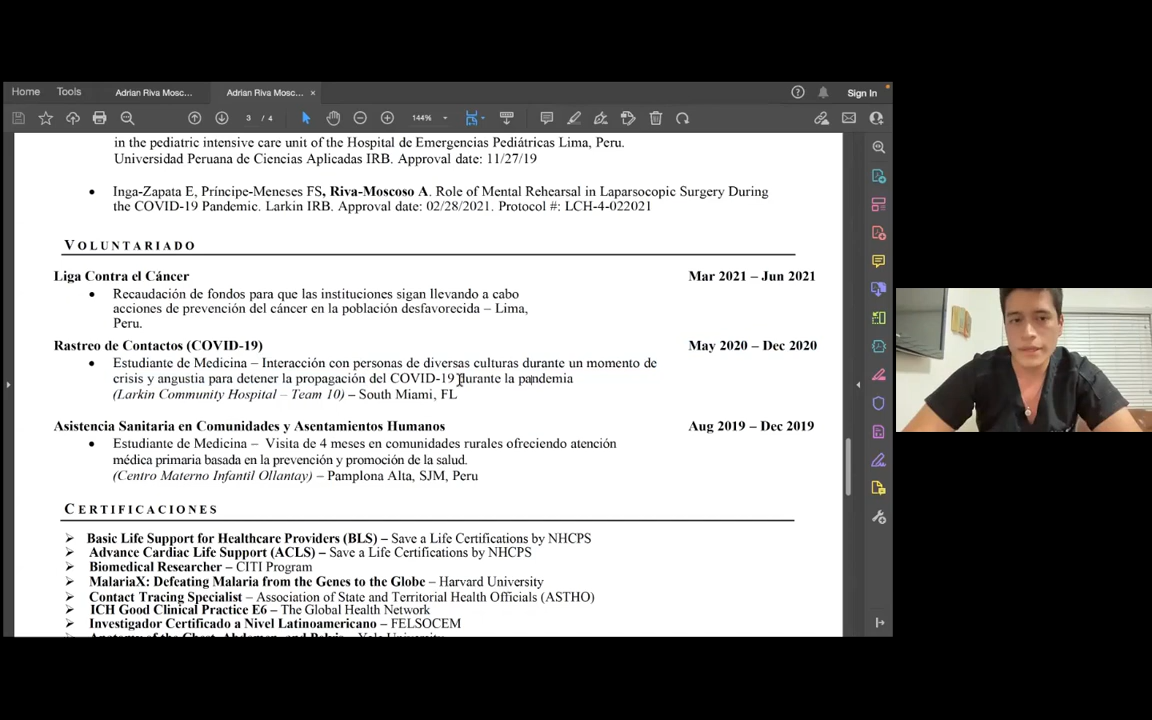 Home Tools Adrian Riva Mosc... Adrian Riva Mosc... × Sign In
3 / 4 144%
in the pediatric intensive care unit of the Hospital de Emergencias Pediátricas Lima, Peru.
Universidad Peruana de Ciencias Aplicadas IRB. Approval date: 11/27/19
• Inga-Zapata E, Príncipe-Meneses FS, Riva-Moscoso A. Role of Mental Rehearsal in Laparsocopic Surgery During
the COVID-19 Pandemic. Larkin IRB. Approval date: 02/28/2021. Protocol #: LCH-4-022021
VOLUNTARIADO
Liga Contra el Cáncer Mar 2021 – Jun 2021
• Recaudación de fondos para que las instituciones sigan llevando a cabo
acciones de prevención del cáncer en la población desfavorecida – Lima,
Peru.
Rastreo de Contactos (COVID-19) May 2020 – Dec 2020
• Estudiante de Medicina – Interacción con personas de diversas culturas durante un momento de
crisis y angustia para detener la propagación del COVID-19 durante la pandemia
(Larkin Community Hospital – Team 10) – South Miami, FL
Asistencia Sanitaria en Comunidades y Asentamientos Humanos Aug 2019 – Dec 2019
• Estudiante de Medicina – Visita de 4 meses en comunidades rurales ofreciendo atención
médica primaria basada en la prevención y promoción de la salud.
(Centro Materno Infantil Ollantay) – Pamplona Alta, SJM, Peru
CERTIFICACIONES
➢ Basic Life Support for Healthcare Providers (BLS) – Save a Life Certifications by NHCPS
➢ Advance Cardiac Life Support (ACLS) – Save a Life Certifications by NHCPS
➢ Biomedical Researcher – CITI Program
➢ MalariaX: Defeating Malaria from the Genes to the Globe – Harvard University
➢ Contact Tracing Specialist – Association of State and Territorial Health Officials (ASTHO)
➢ ICH Good Clinical Practice E6 – The Global Health Network
➢ Investigador Certificado a Nivel Latinoamericano – FELSOCEM
➢ Anatomy of the Chest, Abdomen, and Pelvis – Yale University